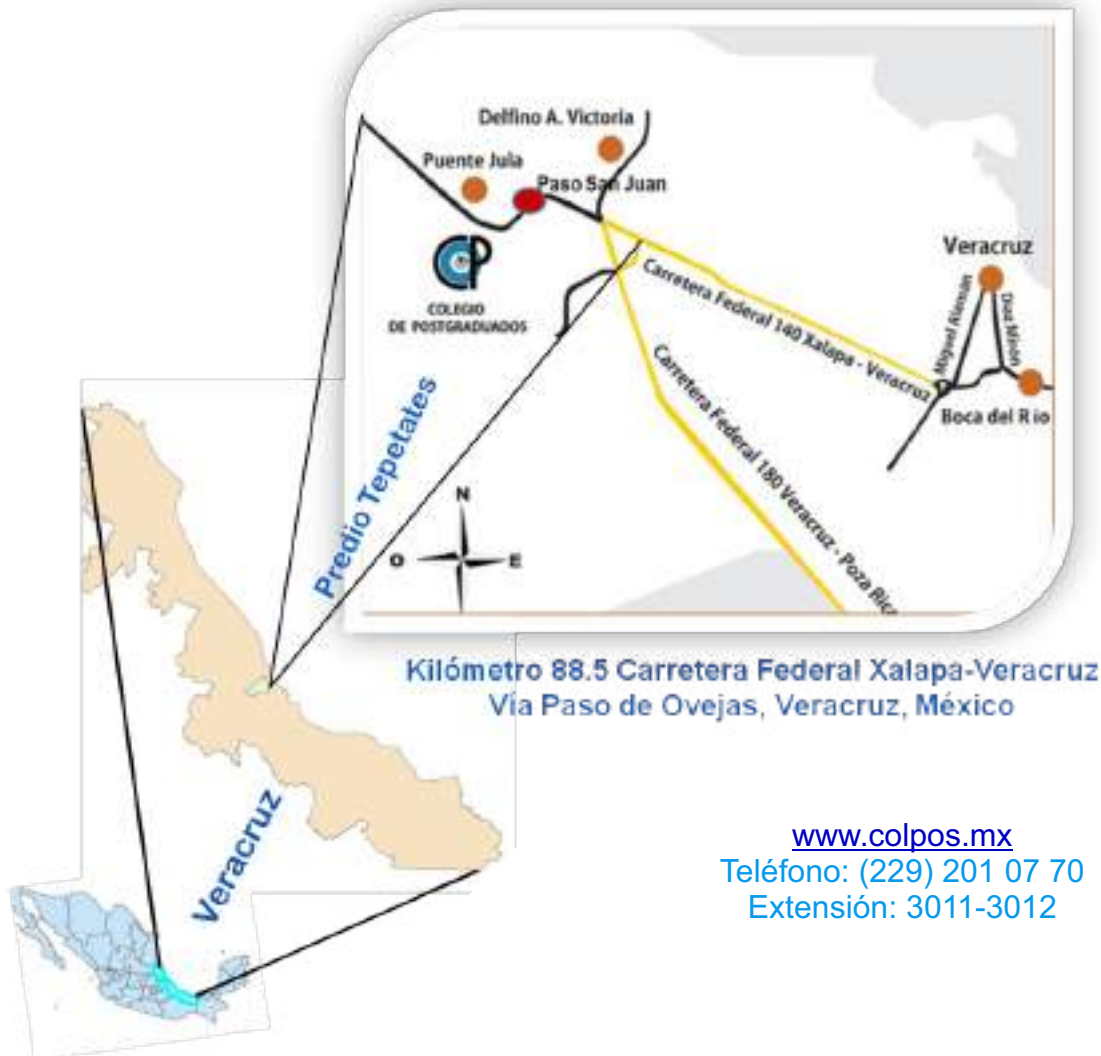 Delfino A. Victoria
Puente Jula
Paso San Juan
COLEGIO
DE POSTGRADUADOS
Veracruz
Miguel Alemán
Díaz Mirón
Boca del Rio
Carretera Federal 140 Xalapa - Veracruz
Carretera Federal 180 Veracruz - Poza Rica
Predio Tepetales
N
O
E
Kilómetro 88.5 Carretera Federal Xalapa-Veracruz
Vía Paso de Ovejas, Veracruz, México
Veracruz
www.colpos.mx
Teléfono: (229) 201 07 70
Extensión: 3011-3012